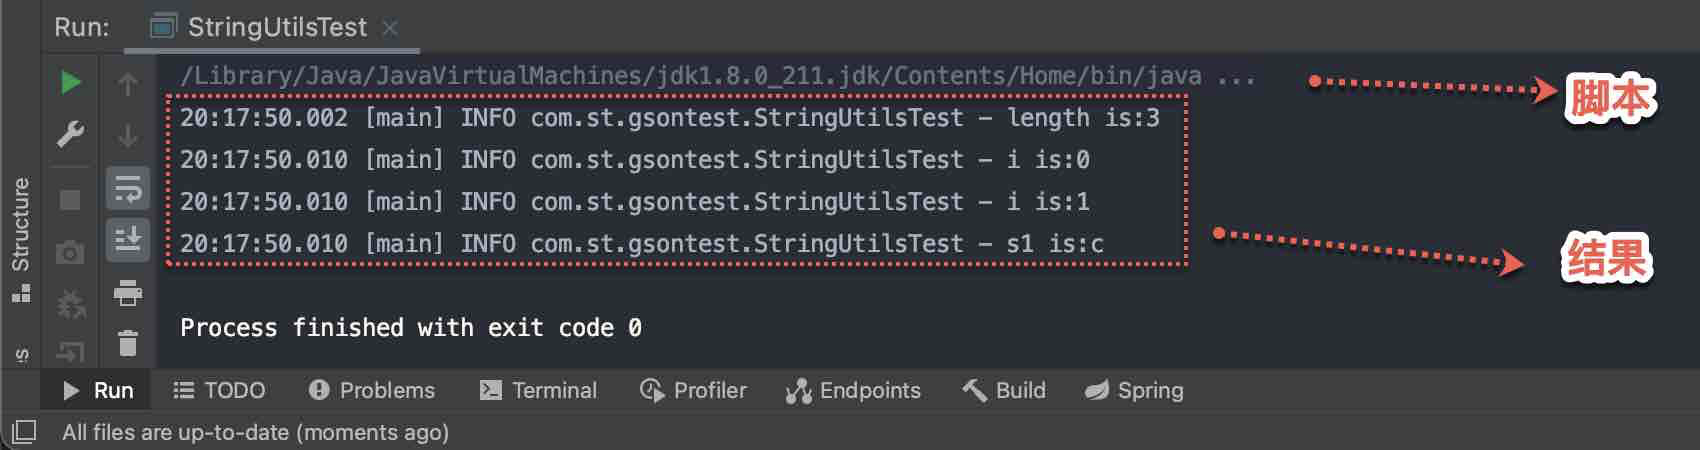 Run: StringUtilsTest
/Library/Java/JavaVirtualMachines/jdk1.8.0_211.jdk/Contents/Home/bin/java ...
脚本
20:17:50.002 [main] INFO com.st.gsontest.StringUtilsTest - length is:3
20:17:50.010 [main] INFO com.st.gsontest.StringUtilsTest - i is:0
20:17:50.010 [main] INFO com.st.gsontest.StringUtilsTest - i is:1
20:17:50.010 [main] INFO com.st.gsontest.StringUtilsTest - s1 is:c
结果
Structure
Process finished with exit code 0
Run TODO Problems Terminal Profiler Endpoints Build Spring
All files are up-to-date (moments ago)